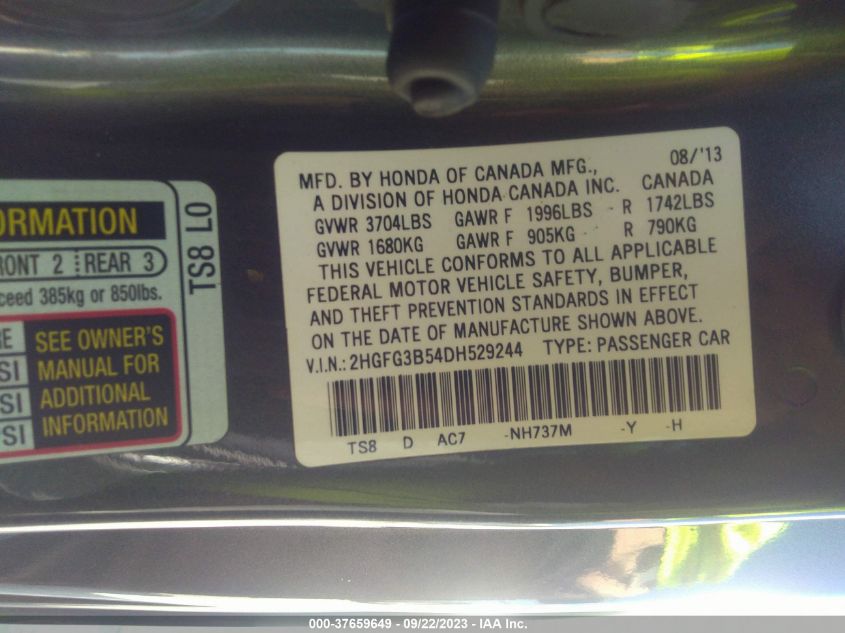 ORMATION
RONT 2 REAR 3
ceed 385kg or 850lbs.
RE
SI
SI
SI
SEE OWNER'S
MANUAL FOR
ADDITIONAL
INFORMATION
TS8 L0
MFD. BY HONDA OF CANADA MFG., 08/'13
A DIVISION OF HONDA CANADA INC. CANADA
GVWR 3704LBS GAWR F 1996LBS - R 1742LBS
GVWR 1680KG GAWR F 905KG R 790KG
THIS VEHICLE CONFORMS TO ALL APPLICABLE
FEDERAL MOTOR VEHICLE SAFETY, BUMPER,
AND THEFT PREVENTION STANDARDS IN EFFECT
ON THE DATE OF MANUFACTURE SHOWN ABOVE.
V.I.N.: 2HGFG3B54DH529244 TYPE: PASSENGER CAR
TS8 D AC7 -NH737M -Y -H
000-37659649 - 09/22/2023 - IAA Inc.